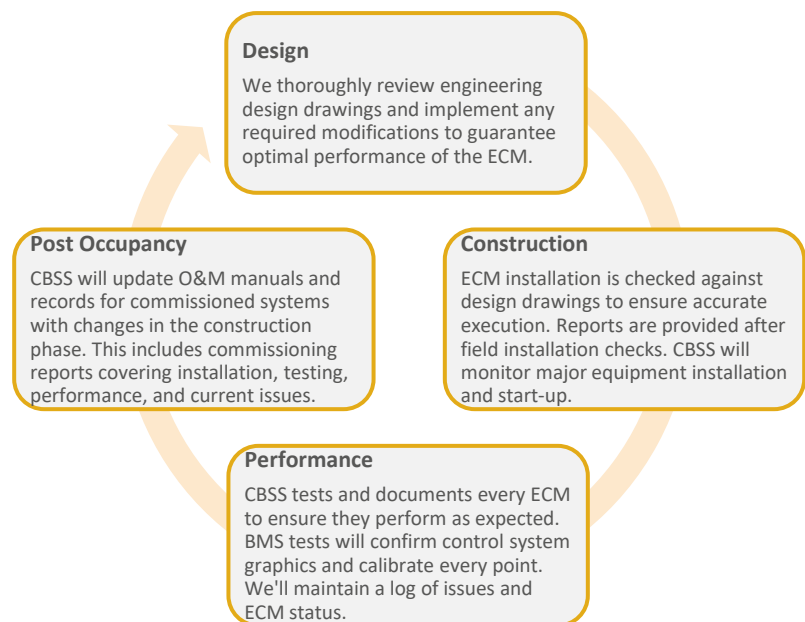 Design
We thoroughly review engineering
design drawings and implement any
required modifications to guarantee
optimal performance of the ECM.
Construction
ECM installation is checked against
design drawings to ensure accurate
execution. Reports are provided after
field installation checks. CBSS will
monitor major equipment installation
and start-up.
Performance
CBSS tests and documents every ECM
to ensure they perform as expected.
BMS tests will confirm control system
graphics and calibrate every point.
We'll maintain a log of issues and
ECM status.
Post Occupancy
CBSS will update O&M manuals and
records for commissioned systems
with changes in the construction
phase. This includes commissioning
reports covering installation, testing,
performance, and current issues.